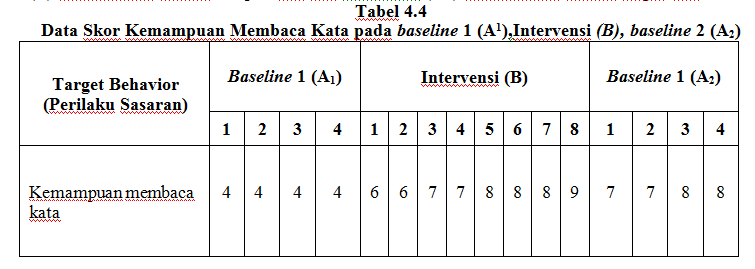 Tabel 4.4
Data Skor Kemampuan Membaca Kata pada baseline 1 (A¹),Intervensi (B), baseline 2 (A₂)
Target Behavior (Perilaku Sasaran) Baseline 1 (A₁) Intervensi (B) Baseline 1 (A₂)
1 2 3 4 1 2 3 4 5 6 7 8 1 2 3 4
Kemampuan membaca kata 4 4 4 4 6 6 7 7 8 8 8 9 7 7 8 8